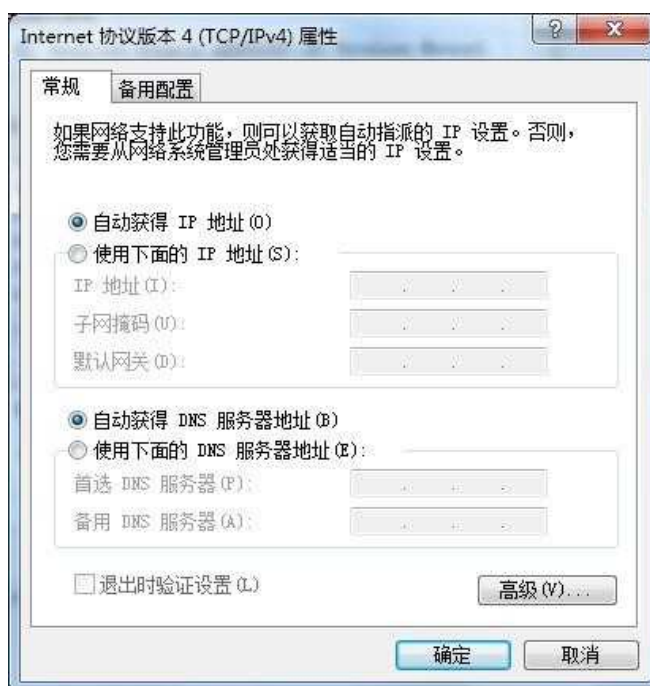 Internet 协议版本 4 (TCP/IPv4) 属性
常规
备用配置
如果网络支持此功能，则可以获取自动指派的 IP 设置。否则，
您需要从网络系统管理员处获得适当的 IP 设置。
自动获得 IP 地址(O)
使用下面的 IP 地址(S):
IP 地址(I):
子网掩码(U):
默认网关(D):
自动获得 DNS 服务器地址(B)
使用下面的 DNS 服务器地址(E):
首选 DNS 服务器(P):
备用 DNS 服务器(A):
退出时验证设置(L)
高级(V)...
确定
取消